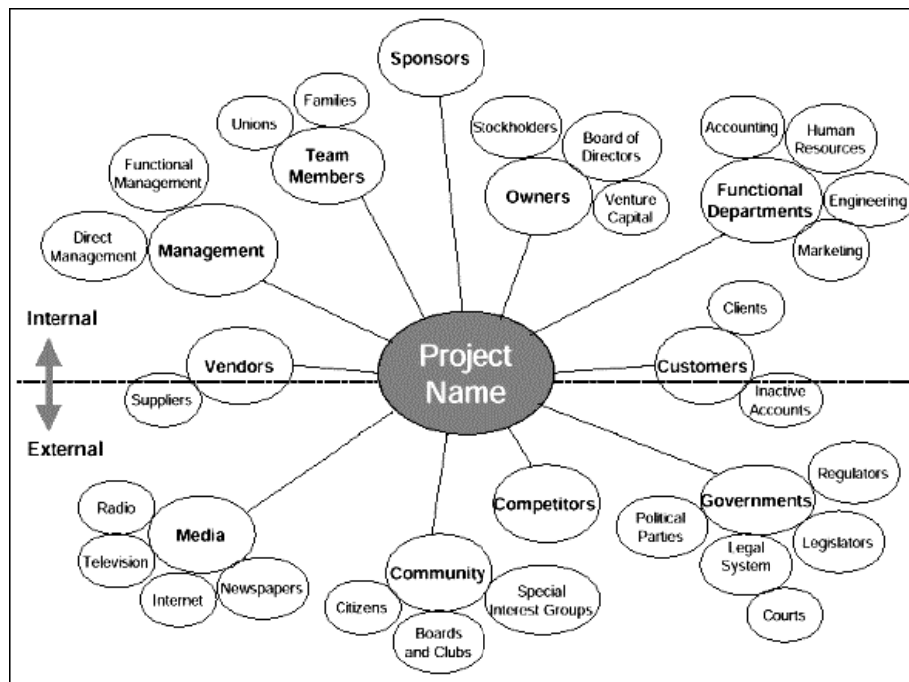 Sponsors
Families
Unions
Team
Members
Stockholders
Board of
Directors
Owners
Venture
Capital
Accounting
Human
Resources
Functional
Departments
Engineering
Marketing
Functional
Management
Direct
Management
Management
Internal
External
Vendors
Suppliers
Project
Name
Clients
Customers
Inactive
Accounts
Radio
Media
Television
Internet
Newspapers
Community
Citizens
Special
Interest Groups
Boards
and Clubs
Competitors
Governments
Regulators
Political
Parties
Legal
System
Legislators
Courts